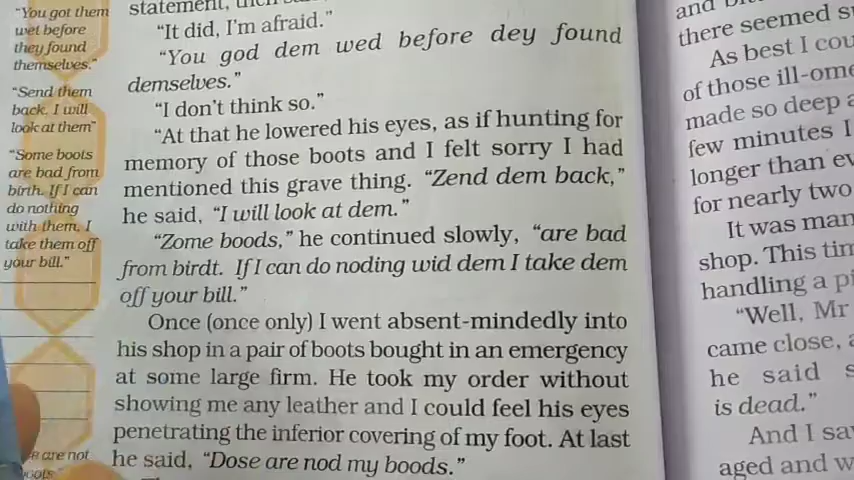 "You got them
wet before
they found
themselves."
"Send them
back. I will
look at them"
"Some boots
are bad from
birth. If I can
do nothing
with them, I
take them off
your bill."
are not
statement,
"It did, I'm afraid."
"You god dem wed before dey found
demselves."
"I don't think so."
"At that he lowered his eyes, as if hunting for
memory of those boots and I felt sorry I had
mentioned this grave thing. "Zend dem back,"
he said, "I will look at dem."
"Zome boods," he continued slowly, "are bad
from birdt. If I can do noding wid dem I take dem
off your bill."
Once (once only) I went absent-mindedly into
his shop in a pair of boots bought in an emergency
at some large firm. He took my order without
showing me any leather and I could feel his eyes
penetrating the inferior covering of my foot. At last
he said, "Dose are nod my boods."
and
there seemed
As best I
of those
made so deep
few minutes I
longer than
for nearly two
It was
shop. This
handling a
"Well, Mr
came close,
he said
is dead."
And I
aged and